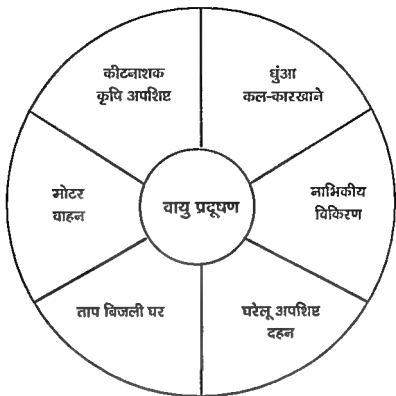 कीटनाशक
कृषि अपशिष्ट
धुंआ
कल-कारखाने
मोटर
वाहन
वायु प्रदूषण
नाभिकीय
विकिरण
ताप बिजली घर
घरेलू अपशिष्ट
दहन